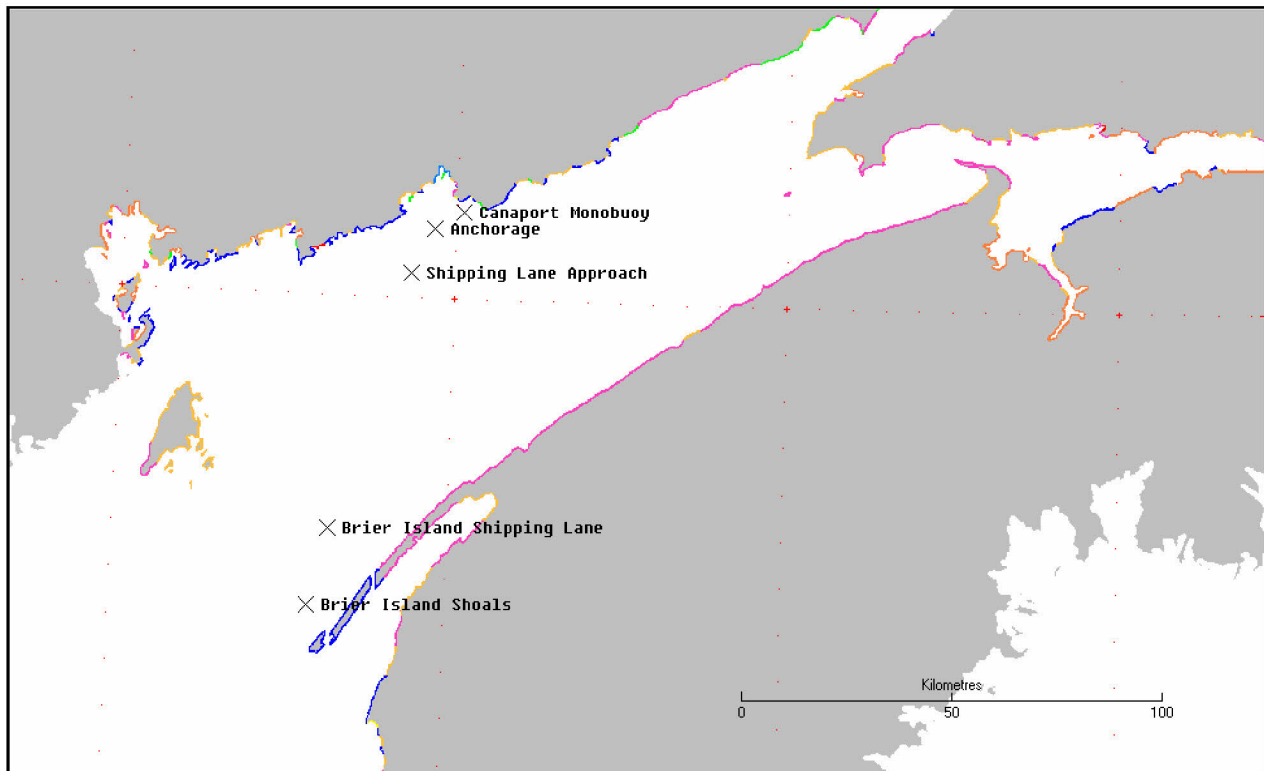 Canaport Monobuoy
Anchorage
Shipping Lane Approach
Brier Island Shipping Lane
Brier Island Shoals
Kilometres
0 50 100